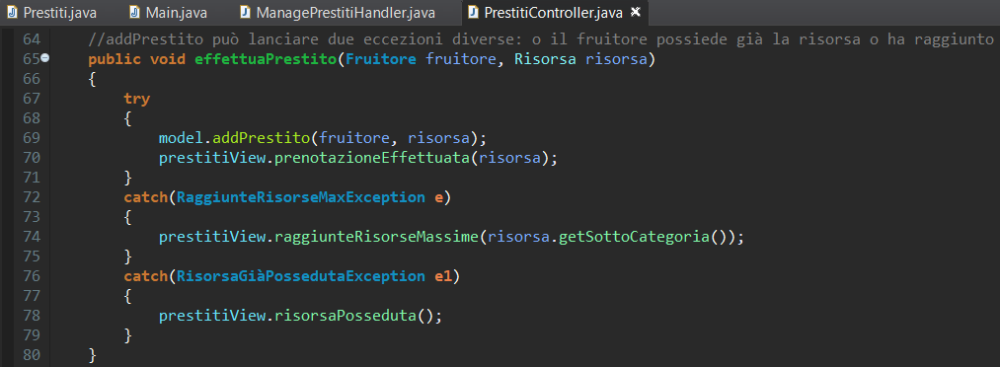 Prestiti.java Main.java ManagePrestitiHandler.java PrestitiController.java
64 //addPrestito può lanciare due eccezioni diverse: o il fruitore possiede già la risorsa o ha raggiunto
65 public void effettuaPrestito(Fruitore fruitore, Risorsa risorsa)
66 {
67 try
68 {
69 model.addPrestito(fruitore, risorsa);
70 prestitiView.prenotazioneEffettuata(risorsa);
71 }
72 catch(RaggiunteRisorseMaxException e)
73 {
74 prestitiView.raggiunteRisorseMassime(risorsa.getSottoCategoria());
75 }
76 catch(RisorsaGiàPossedutaException e1)
77 {
78 prestitiView.risorsaPosseduta();
79 }
80 }